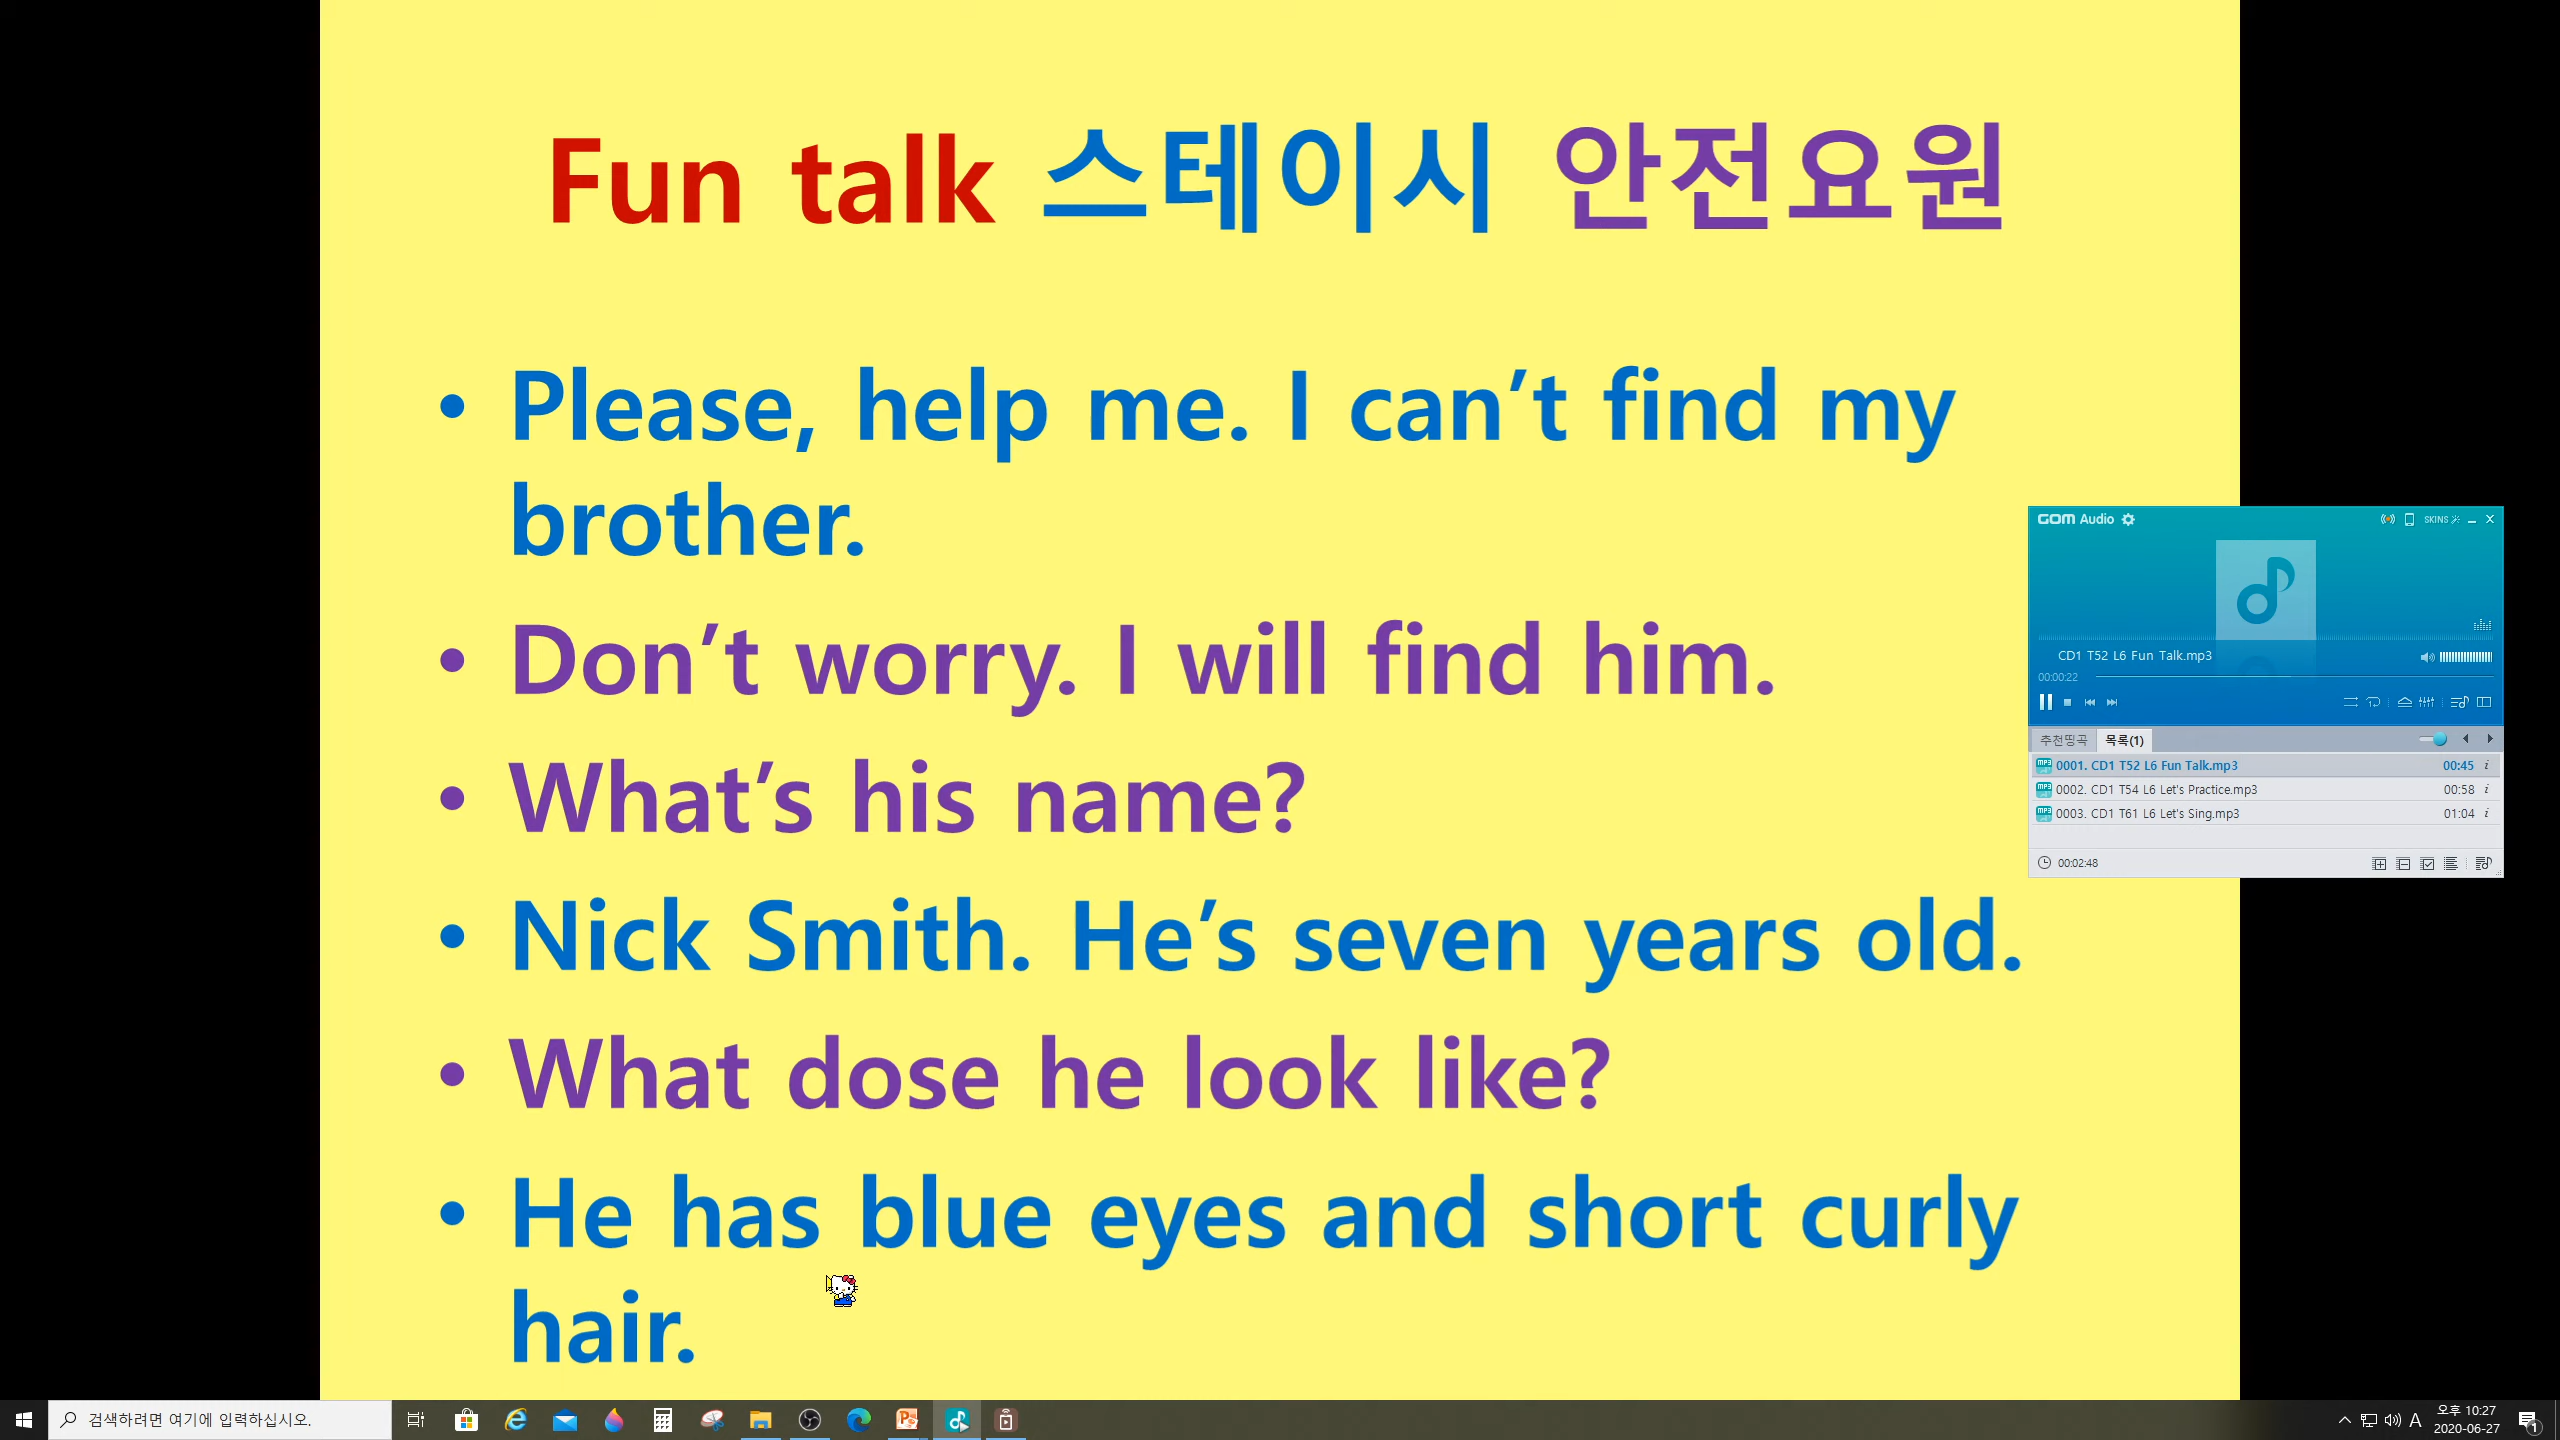 Fun talk 스테이시 안전요원
• Please, help me. I can’t find my
brother.
• Don’t worry. I will find him.
• What’s his name?
• Nick Smith. He’s seven years old.
• What dose he look like?
• He has blue eyes and short curly
hair.
GOM Audio
SKINS
CD1 T52 L6 Fun Talk.mp3
00:00:22
추천띵곡 목록(1)
0001. CD1 T52 L6 Fun Talk.mp3 00:45
0002. CD1 T54 L6 Let's Practice.mp3 00:58
0003. CD1 T61 L6 Let's Sing.mp3 01:04
00:02:48
검색하려면 여기에 입력하십시오.
A
오후 10:27
2020-06-27
1